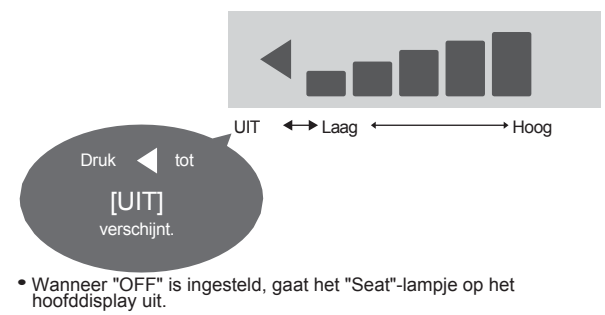 UIT Laag Hoog
Druk tot
[UIT]
verschijnt.
• Wanneer "OFF" is ingesteld, gaat het "Seat"-lampje op het
hoofddisplay uit.